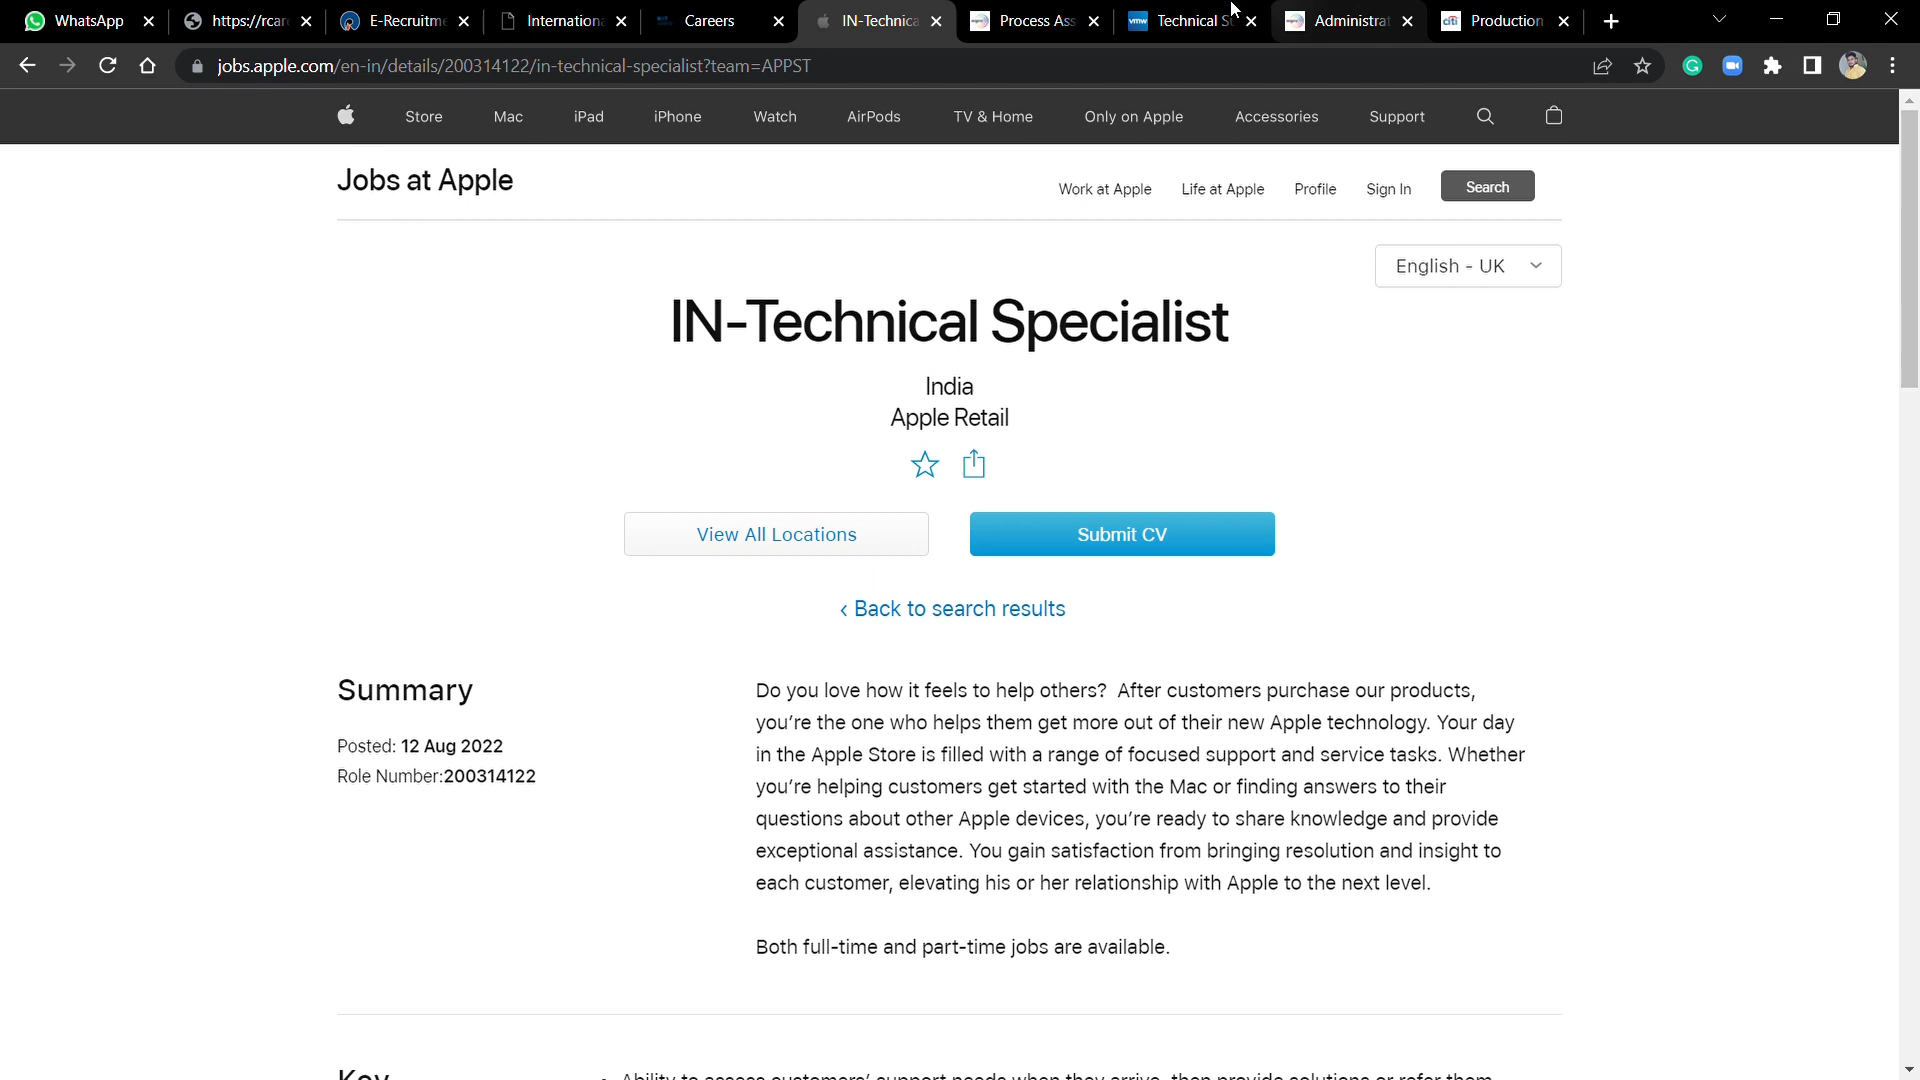 WhatsApp
https://rcar
E-Recruitme
Internationa
Careers
IN-Technica
Process Ass
vmw Technical S
Administrat
citi Production
jobs.apple.com/en-in/details/200314122/in-technical-specialist?team=APPST
Store Mac iPad iPhone Watch AirPods TV & Home Only on Apple Accessories Support
Jobs at Apple
Work at Apple Life at Apple Profile Sign In Search
English - UK
IN-Technical Specialist
India
Apple Retail
View All Locations
Submit CV
‹ Back to search results
Summary
Posted: 12 Aug 2022
Role Number:200314122
Do you love how it feels to help others? After customers purchase our products,
you’re the one who helps them get more out of their new Apple technology. Your day
in the Apple Store is filled with a range of focused support and service tasks. Whether
you’re helping customers get started with the Mac or finding answers to their
questions about other Apple devices, you’re ready to share knowledge and provide
exceptional assistance. You gain satisfaction from bringing resolution and insight to
each customer, elevating his or her relationship with Apple to the next level.
Both full-time and part-time jobs are available.
Key
Ability to assess customers’ support needs when they arrive, then provide solutions or refer them